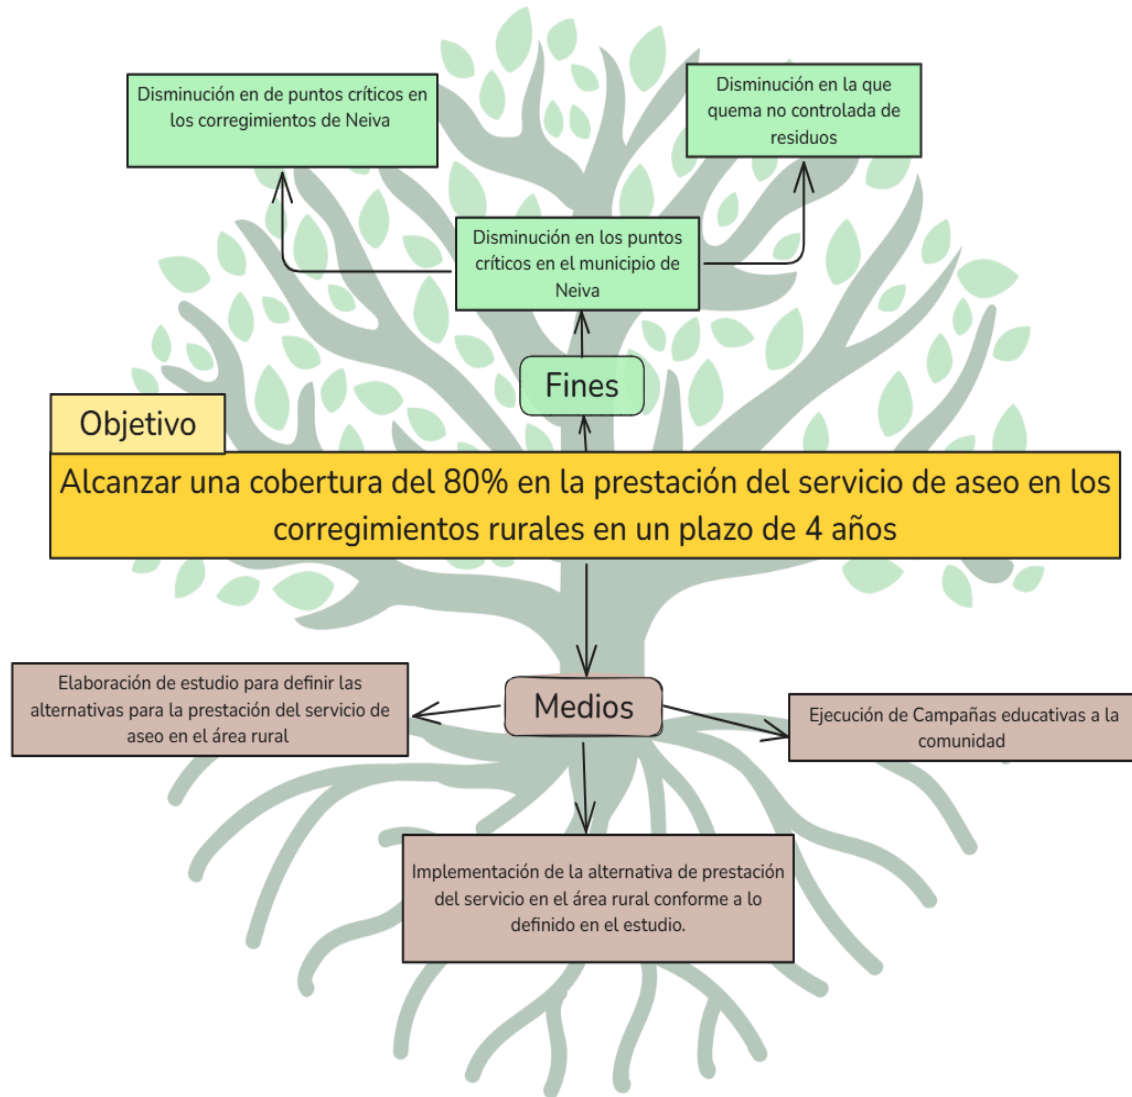 Disminución en de puntos críticos en
los corregimientos de Neiva
Disminución en la que
quema no controlada de
residuos
Disminución en los puntos
críticos en el municipio de
Neiva
Fines
Objetivo
Alcanzar una cobertura del 80% en la prestación del servicio de aseo en los
corregimientos rurales en un plazo de 4 años
Medios
Elaboración de estudio para definir las
alternativas para la prestación del servicio de
aseo en el área rural
Ejecución de Campañas educativas a la
comunidad
Implementación de la alternativa de prestación
del servicio en el área rural conforme a lo
definido en el estudio.